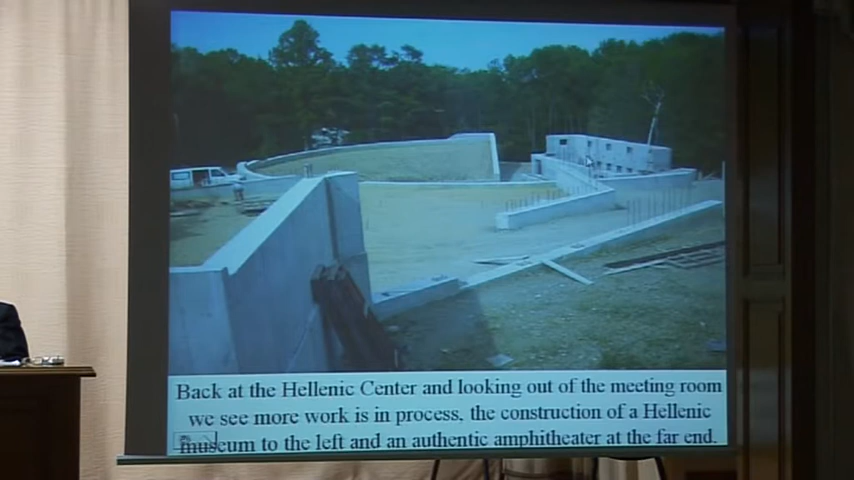 Back at the Hellenic Center and looking out of the meeting room
we see more work is in process, the construction of a Hellenic
museum to the left and an authentic amphitheater at the far end.